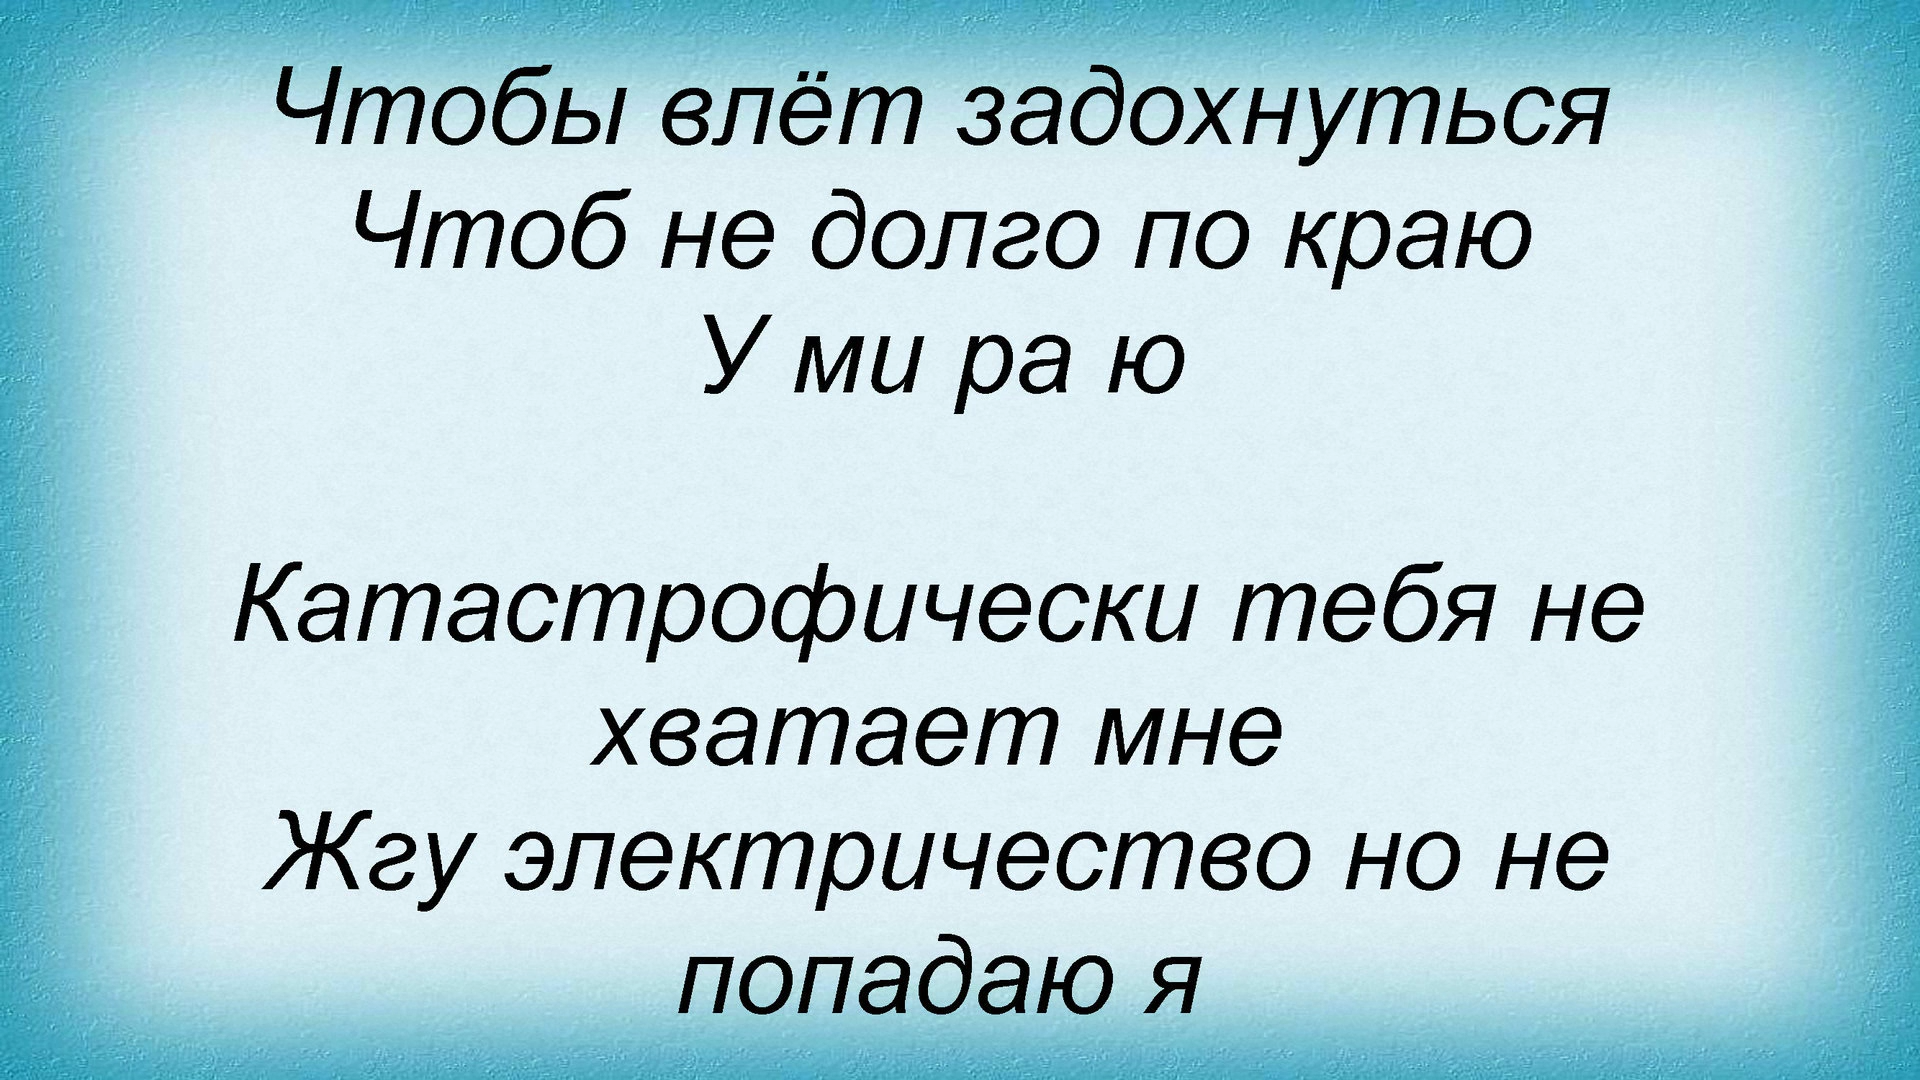 Чтобы влёт задохнуться
Чтоб не долго по краю
У ми ра ю
Катастрофически тебя не
хватает мне
Жгу электричество но не
попадаю я